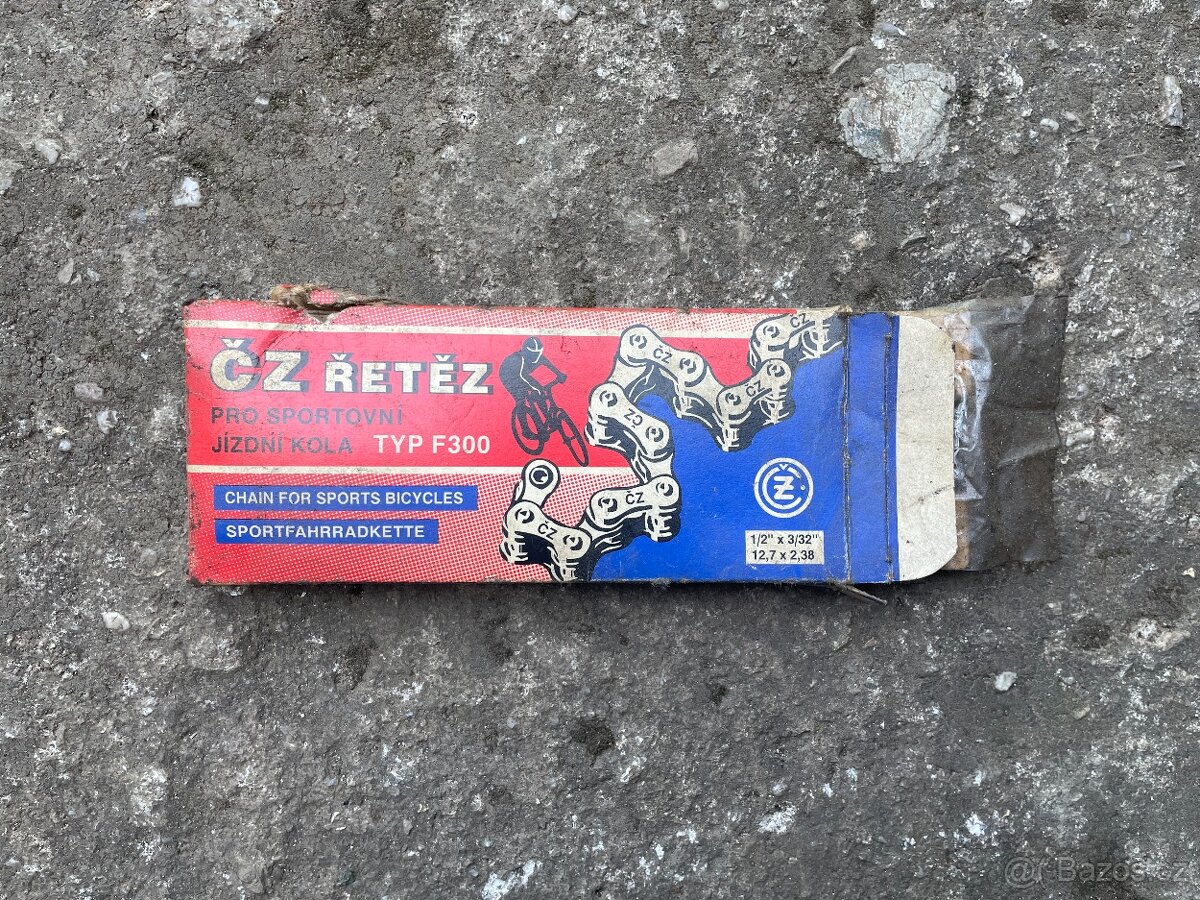 ČZ ŘETĚZ
PRO SPORTOVNÍ
JÍZDNÍ KOLA TYP F300
CHAIN FOR SPORTS BICYCLES
SPORTFAHRRADKETTE
ČZ
ČZ
ČZ
ČZ
ČZ
ČZ
ČZ
1/2" x 3/32"
12,7 x 2,38
@ Bazos.cz